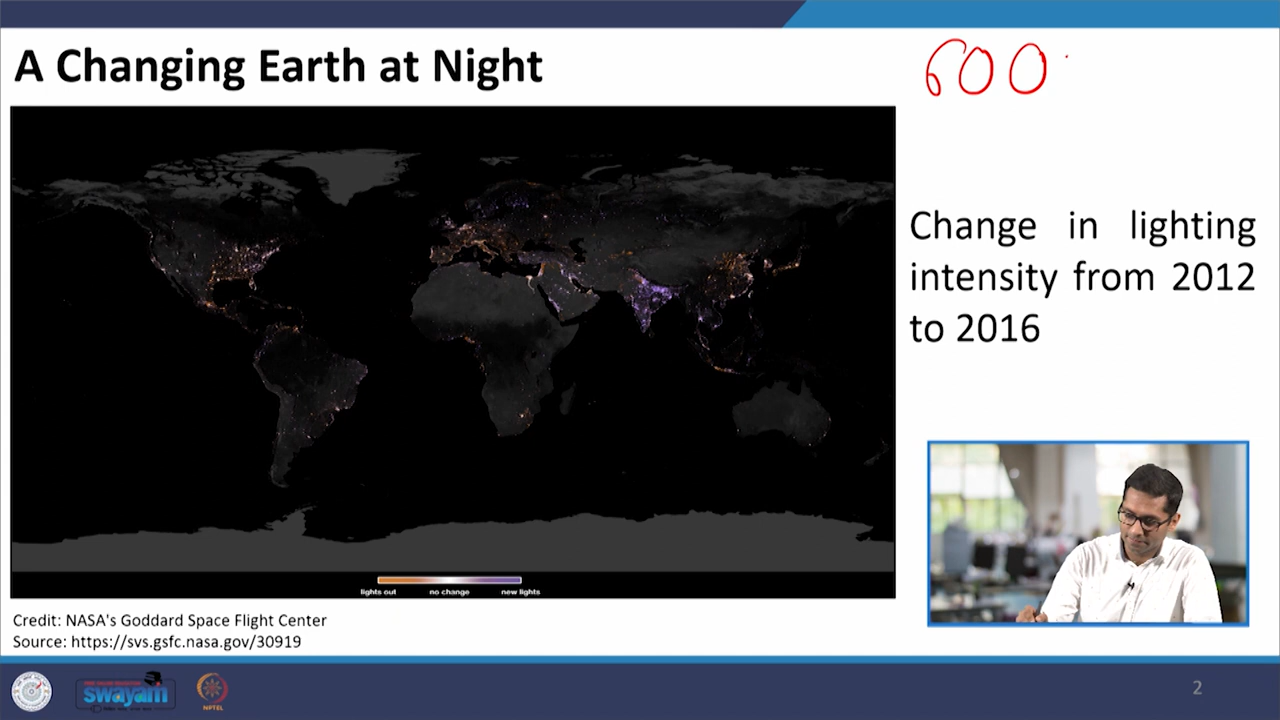 A Changing Earth at Night
600
Change in lighting
intensity from 2012
to 2016
lights out no change new lights
Credit: NASA's Goddard Space Flight Center
Source: https://svs.gsfc.nasa.gov/30919
swayam
NPTEL
2